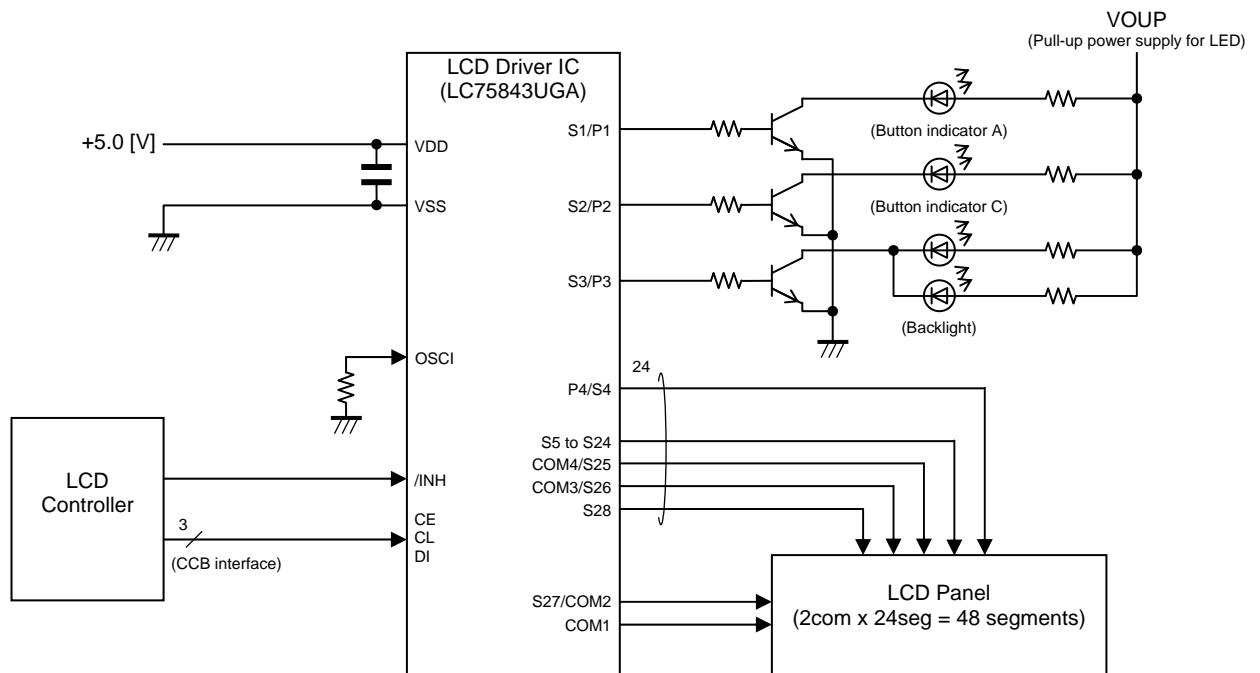 VOUP
(Pull-up power supply for LED)
LCD Driver IC
(LC75843UGA)
+5.0 [V]
VDD
VSS
S1/P1
(Button indicator A)
S2/P2
(Button indicator C)
S3/P3
(Backlight)
OSCI
24
P4/S4
S5 to S24
COM4/S25
COM3/S26
S28
LCD
Controller
/INH
3
(CCB interface)
CE
CL
DI
S27/COM2
COM1
LCD Panel
(2com x 24seg = 48 segments)